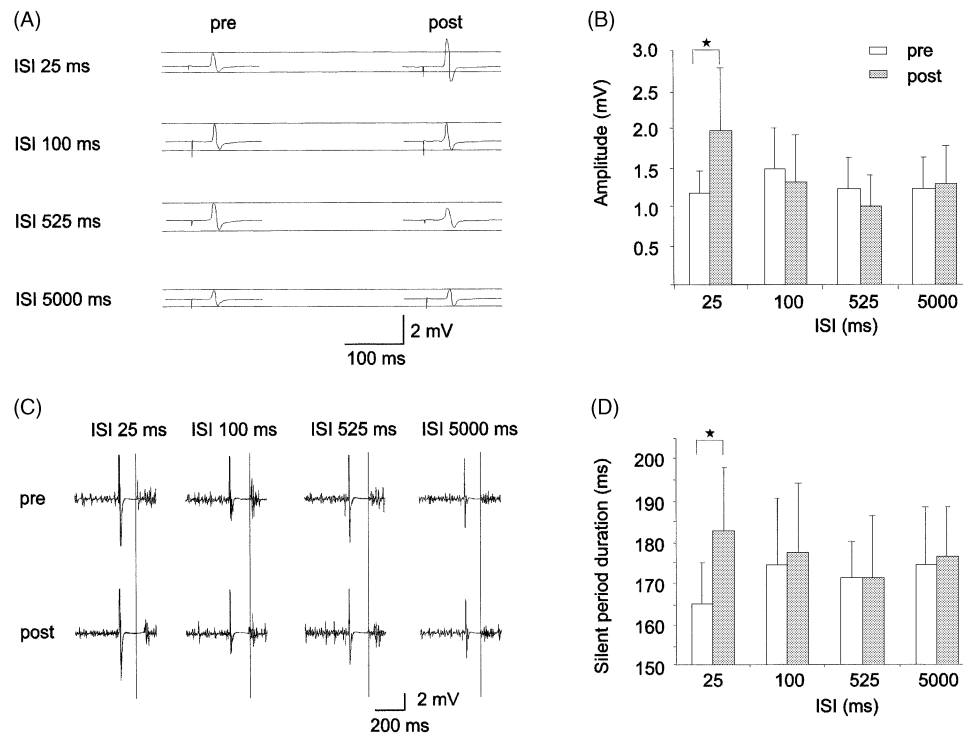 (A)
pre post
ISI 25 ms
ISI 100 ms
ISI 525 ms
ISI 5000 ms
2 mV
100 ms
(B)
★
pre
post
Amplitude (mV)
3.0
2.5
2.0
1.5
1.0
0.5
25 100 525 5000
ISI (ms)
(C)
ISI 25 ms ISI 100 ms ISI 525 ms ISI 5000 ms
pre
post
2 mV
200 ms
(D)
★
Silent period duration (ms)
200
190
180
170
160
150
25 100 525 5000
ISI (ms)